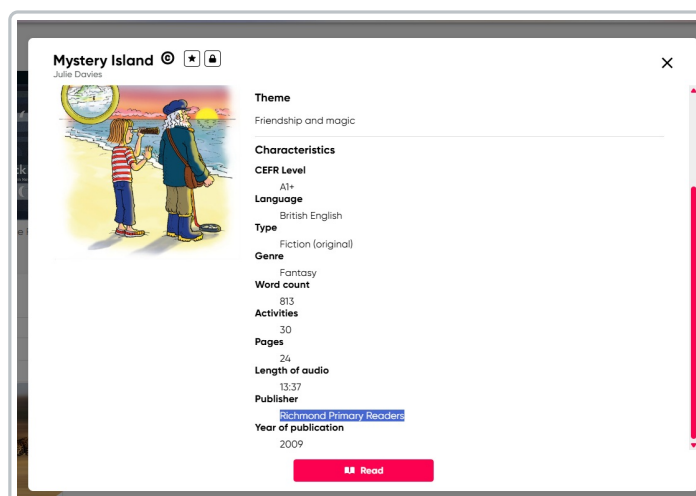 Mystery Island ©
Julie Davies
Theme
Friendship and magic
Characteristics
CEFR Level
A1+
Language
British English
Type
Fiction (original)
Genre
Fantasy
Word count
813
Activities
30
Pages
24
Length of audio
13:37
Publisher
Richmond Primary Readers
Year of publication
2009
Read